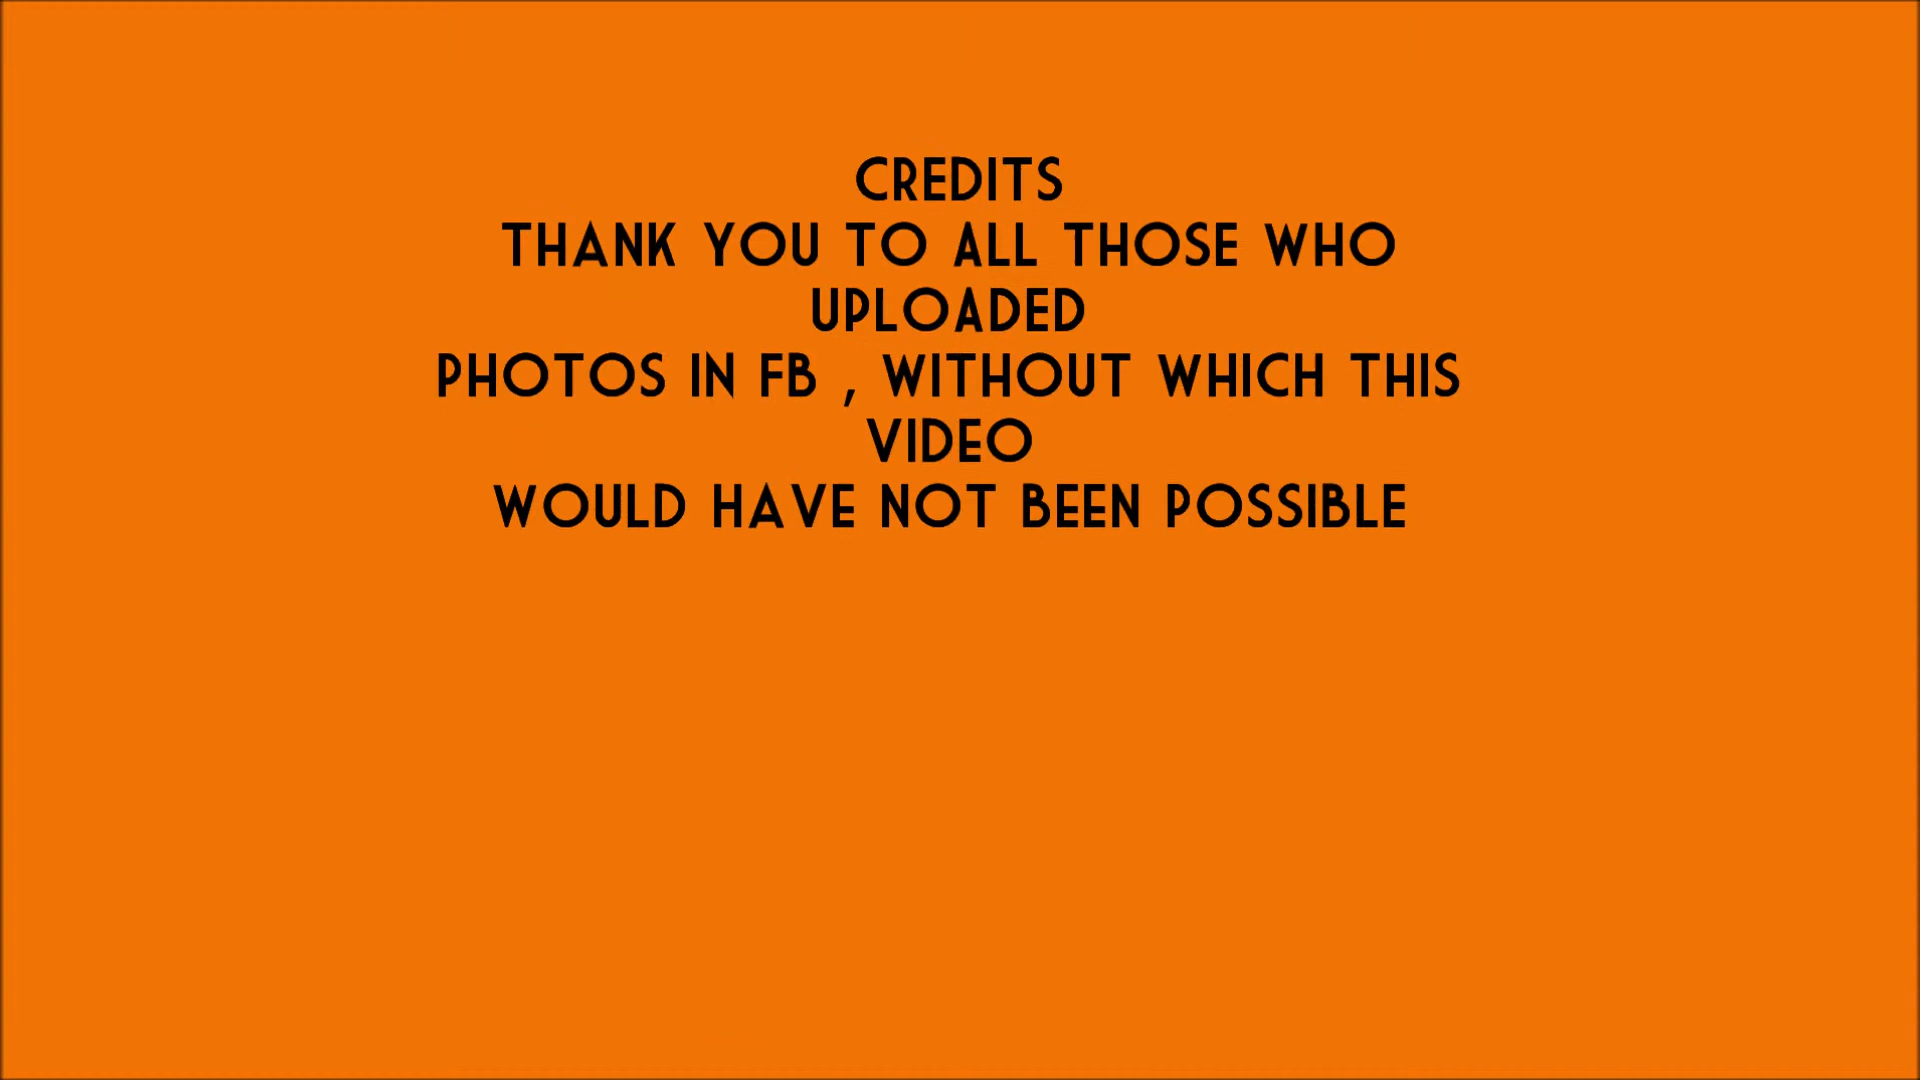 CREDITS
THANK YOU TO ALL THOSE WHO
UPLOADED
PHOTOS IN FB , WITHOUT WHICH THIS
VIDEO
WOULD HAVE NOT BEEN POSSIBLE